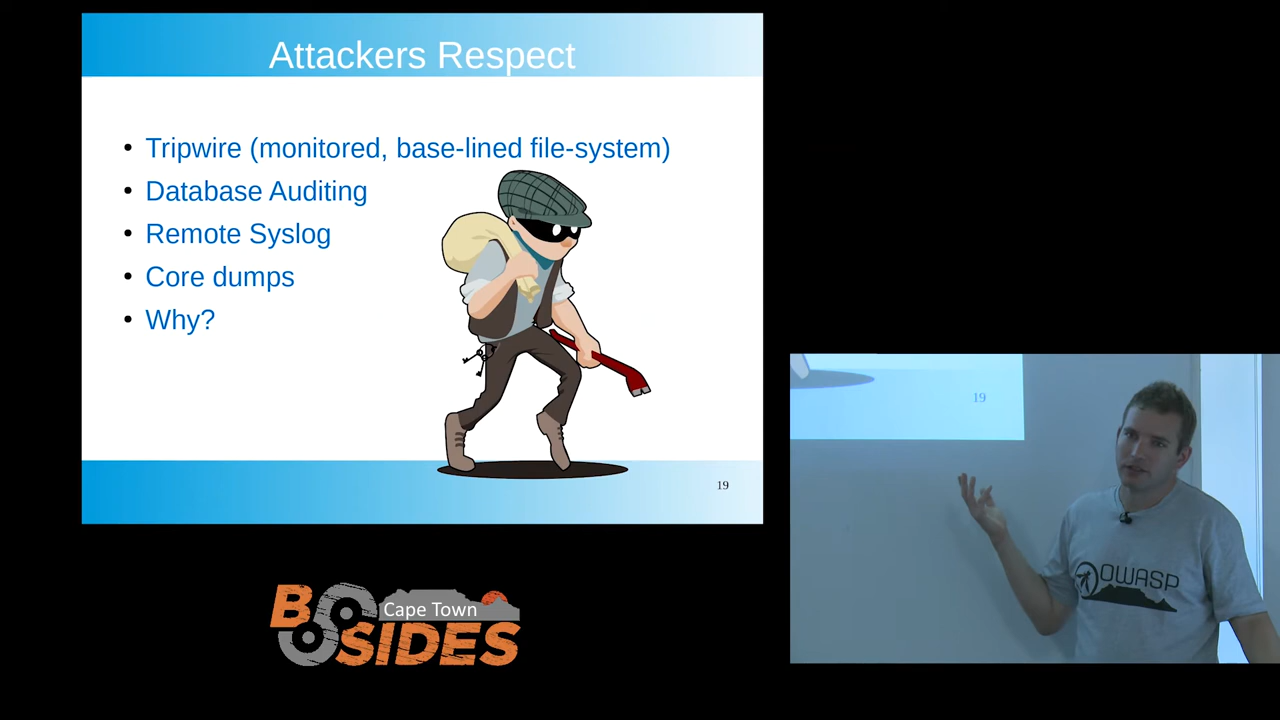 Attackers Respect
• Tripwire (monitored, base-lined file-system)
• Database Auditing
• Remote Syslog
• Core dumps
• Why?
19
19
OWASP
BSIDES
Cape Town